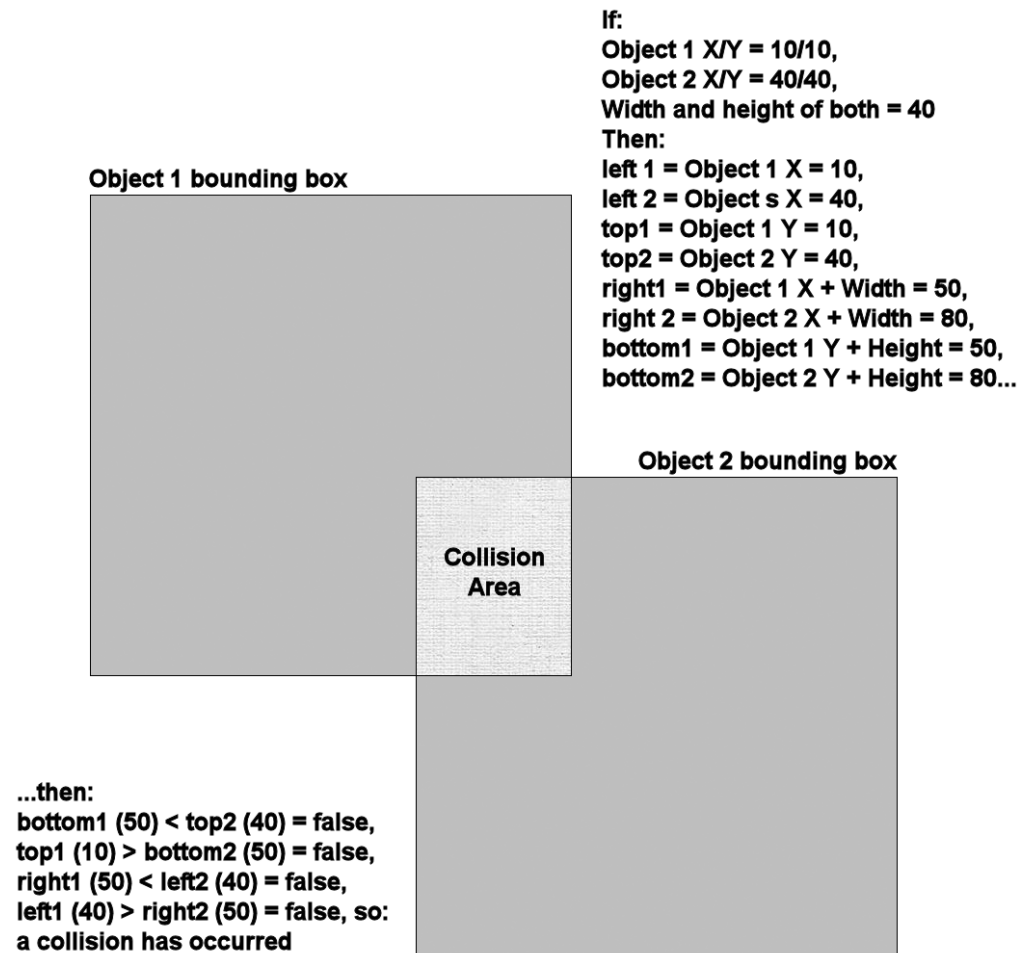 If:
Object 1 X/Y = 10/10,
Object 2 X/Y = 40/40,
Width and height of both = 40
Then:
left 1 = Object 1 X = 10,
left 2 = Object s X = 40,
top1 = Object 1 Y = 10,
top2 = Object 2 Y = 40,
right1 = Object 1 X + Width = 50,
right 2 = Object 2 X + Width = 80,
bottom1 = Object 1 Y + Height = 50,
bottom2 = Object 2 Y + Height = 80...
Object 1 bounding box
Object 2 bounding box
Collision
Area
...then:
bottom1 (50) < top2 (40) = false,
top1 (10) > bottom2 (50) = false,
right1 (50) < left2 (40) = false,
left1 (40) > right2 (50) = false, so:
a collision has occurred